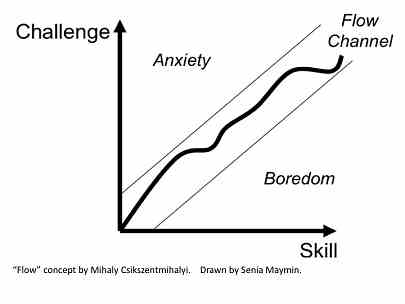 Challenge
Flow
Channel
Anxiety
Boredom
Skill
“Flow” concept by Mihaly Csikszentmihalyi. Drawn by Senia Maymin.